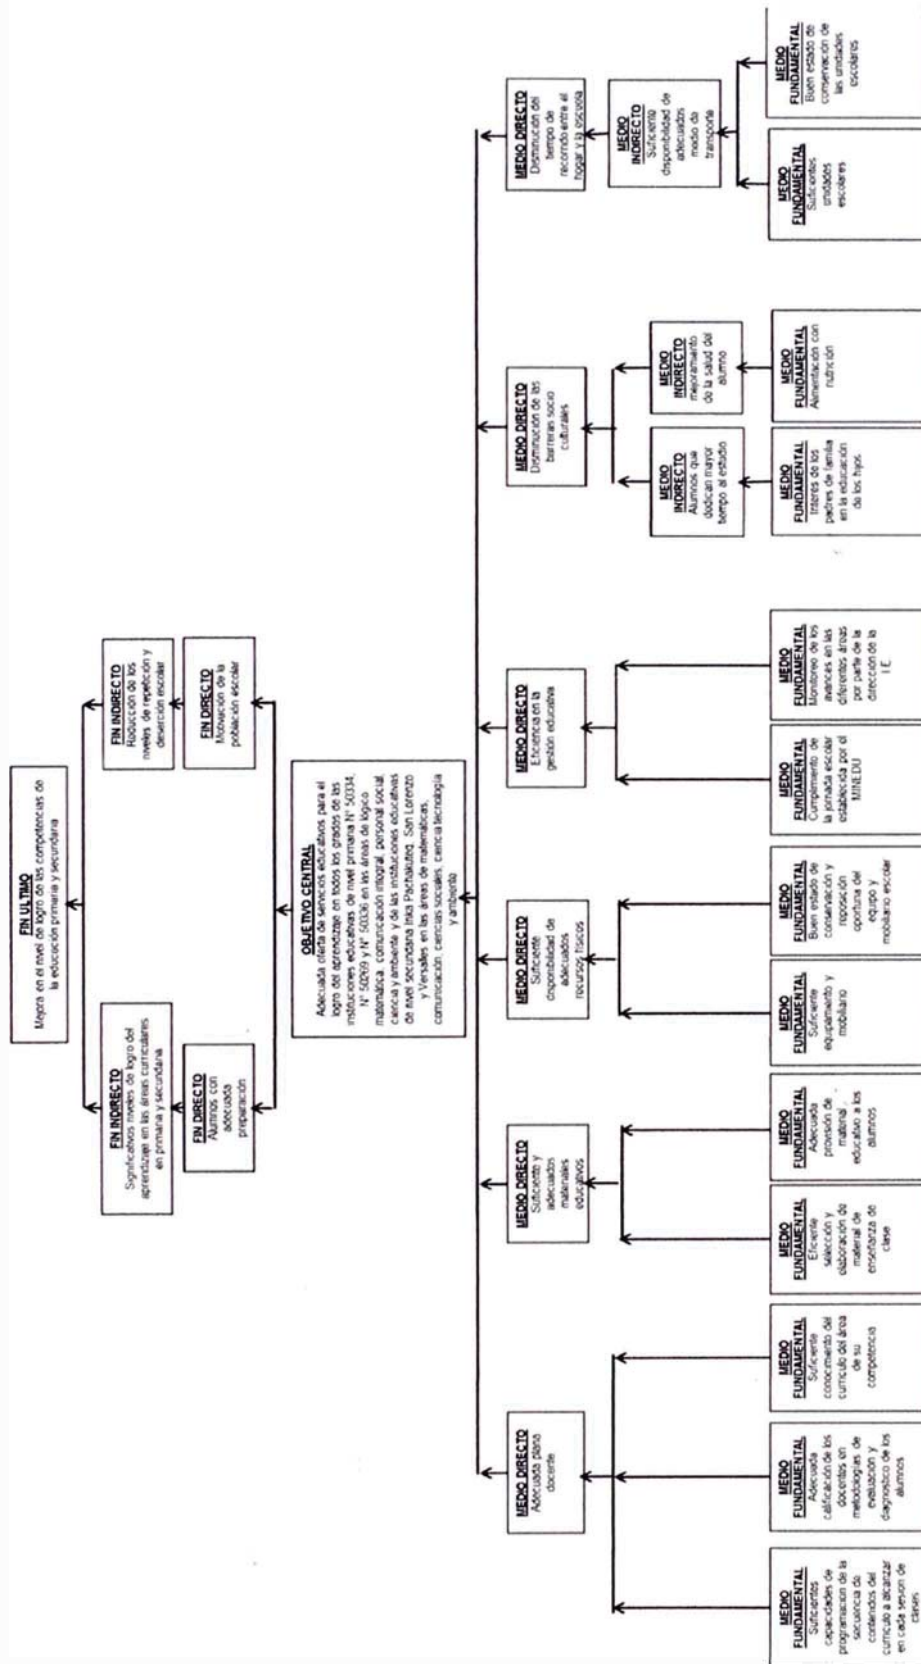 FIN ULTIMO
Mejora en el nivel de logro de las competencias de
la educación primaria y secundaria
FIN INDIRECTO
Significativos niveles de logro del
aprendizaje en las áreas curriculares
en primaria y secundaria
FIN INDIRECTO
Reducción de los
niveles de repetición y
deserción escolar
FIN DIRECTO
Alumnos con
adecuada
preparación
FIN DIRECTO
Motivación de la
población escolar
OBJETIVO CENTRAL
Adecuada oferta de servicios educativos para el
logro del aprendizaje en todos los grados de las
instituciones educativas de nivel primaria N° 50334,
N° 50269 y N° 50336 en las áreas de lógico
matemática, comunicación integral, personal social,
ciencia y ambiente y de las instituciones educativas
de nivel secundaria Inka Pachakuteq, San Lorenzo
y Versalles en las áreas de matemáticas,
comunicación, ciencias sociales, ciencia tecnología
y ambiente
MEDIO DIRECTO
Adecuada plana
docente
MEDIO DIRECTO
Suficiente y
adecuados
materiales
educativos
MEDIO DIRECTO
Suficiente
disponibilidad de
adecuados
recursos físicos
MEDIO DIRECTO
Eficiencia en la
gestión educativa
MEDIO DIRECTO
Disminución de las
barreras socio
culturales
MEDIO DIRECTO
Disminución del
tiempo de
recorrido entre el
hogar y la escuela
MEDIO
INDIRECTO
Alumnos que
dedican mayor
tiempo al estudio
MEDIO
INDIRECTO
mejoramiento
de la salud del
alumno
MEDIO
INDIRECTO
Suficiente
disponibilidad de
adecuados
medio de
transporte
MEDIO
FUNDAMENTAL
Suficientes
capacidades de
programación de la
secuencia de
contenidos del
currículo a alcanzar
en cada sesion de
clases
MEDIO
FUNDAMENTAL
Adecuada
calificación de los
docentes en
metodologías de
evaluación y
diagnostico de los
alumnos
MEDIO
FUNDAMENTAL
Suficiente
conocimiento del
currículo del área
de su
competencia
MEDIO
FUNDAMENTAL
Eficiente
selección y
elaboración de
material de
enseñanza de
clase
MEDIO
FUNDAMENTAL
Adecuada
provisión de
material
educativo a los
alumnos
MEDIO
FUNDAMENTAL
Suficiente
equipamiento y
mobiliario
MEDIO
FUNDAMENTAL
Buen estado de
conservación y
reposición
oportuna del
equipo y
mobiliario escolar
MEDIO
FUNDAMENTAL
Cumplimiento de
la jornada escolar
establecida por el
MINEDU
MEDIO
FUNDAMENTAL
Monitoreo de los
avances en las
diferentes áreas
por parte de la
dirección de la
I.E.
MEDIO
FUNDAMENTAL
Interés de los
padres de familia
en la educación
de los hijos
MEDIO
FUNDAMENTAL
Alimentación con
nutrición
MEDIO
FUNDAMENTAL
Suficientes
unidades
escolares
MEDIO
FUNDAMENTAL
Buen estado de
conservación de
las unidades
escolares